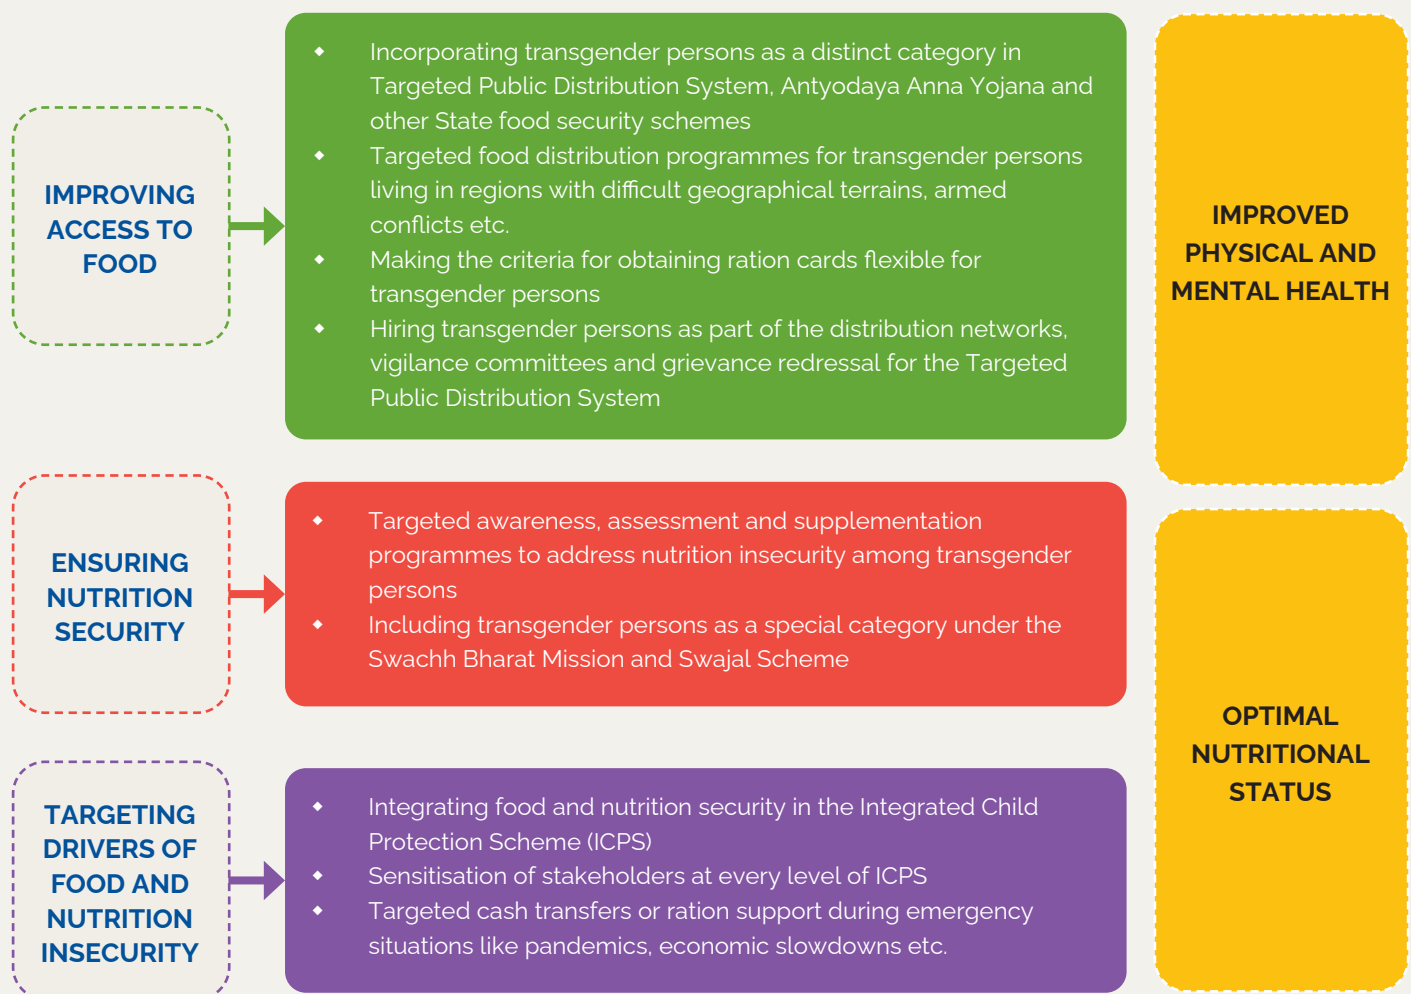 IMPROVING
ACCESS TO
FOOD
◆ Incorporating transgender persons as a distinct category in
Targeted Public Distribution System, Antyodaya Anna Yojana and
other State food security schemes
◆ Targeted food distribution programmes for transgender persons
living in regions with difficult geographical terrains, armed
conflicts etc.
◆ Making the criteria for obtaining ration cards flexible for
transgender persons
◆ Hiring transgender persons as part of the distribution networks,
vigilance committees and grievance redressal for the Targeted
Public Distribution System
ENSURING
NUTRITION
SECURITY
◆ Targeted awareness, assessment and supplementation
programmes to address nutrition insecurity among transgender
persons
◆ Including transgender persons as a special category under the
Swachh Bharat Mission and Swajal Scheme
TARGETING
DRIVERS OF
FOOD AND
NUTRITION
INSECURITY
◆ Integrating food and nutrition security in the Integrated Child
Protection Scheme (ICPS)
◆ Sensitisation of stakeholders at every level of ICPS
◆ Targeted cash transfers or ration support during emergency
situations like pandemics, economic slowdowns etc.
IMPROVED
PHYSICAL AND
MENTAL HEALTH
OPTIMAL
NUTRITIONAL
STATUS